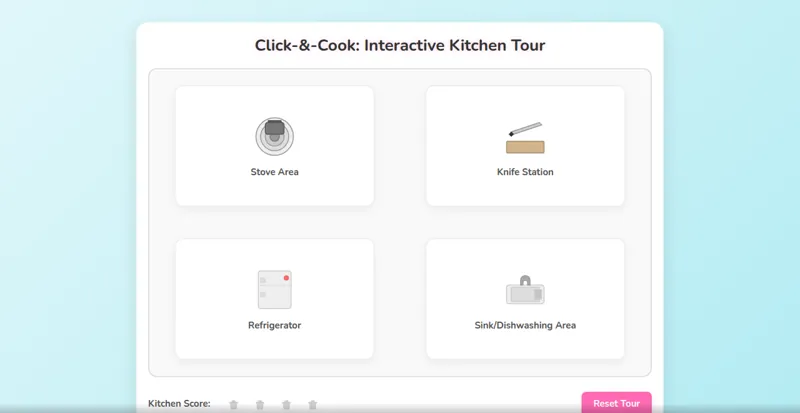 Click-&-Cook: Interactive Kitchen Tour
Stove Area
Knife Station
Refrigerator
Sink/Dishwashing Area
Kitchen Score:
Reset Tour